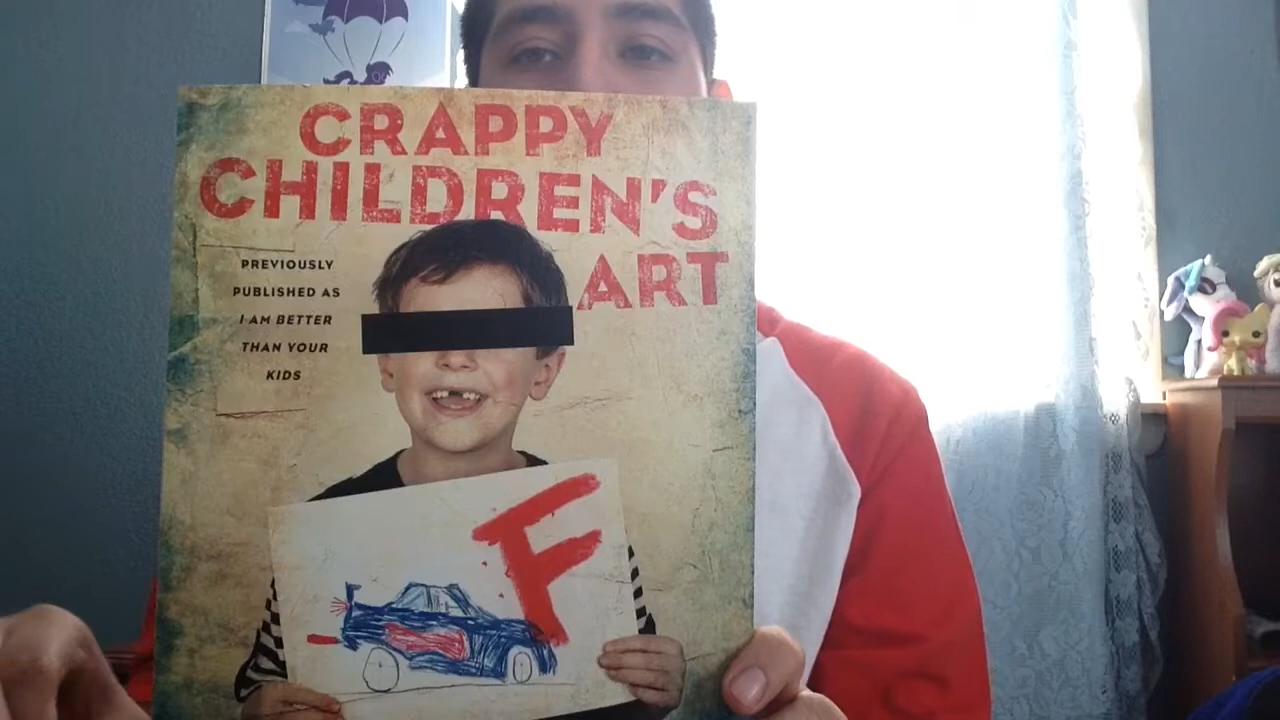 CRAPPY
CHILDREN'S
ART
PREVIOUSLY
PUBLISHED AS
I AM BETTER
THAN YOUR
KIDS
F